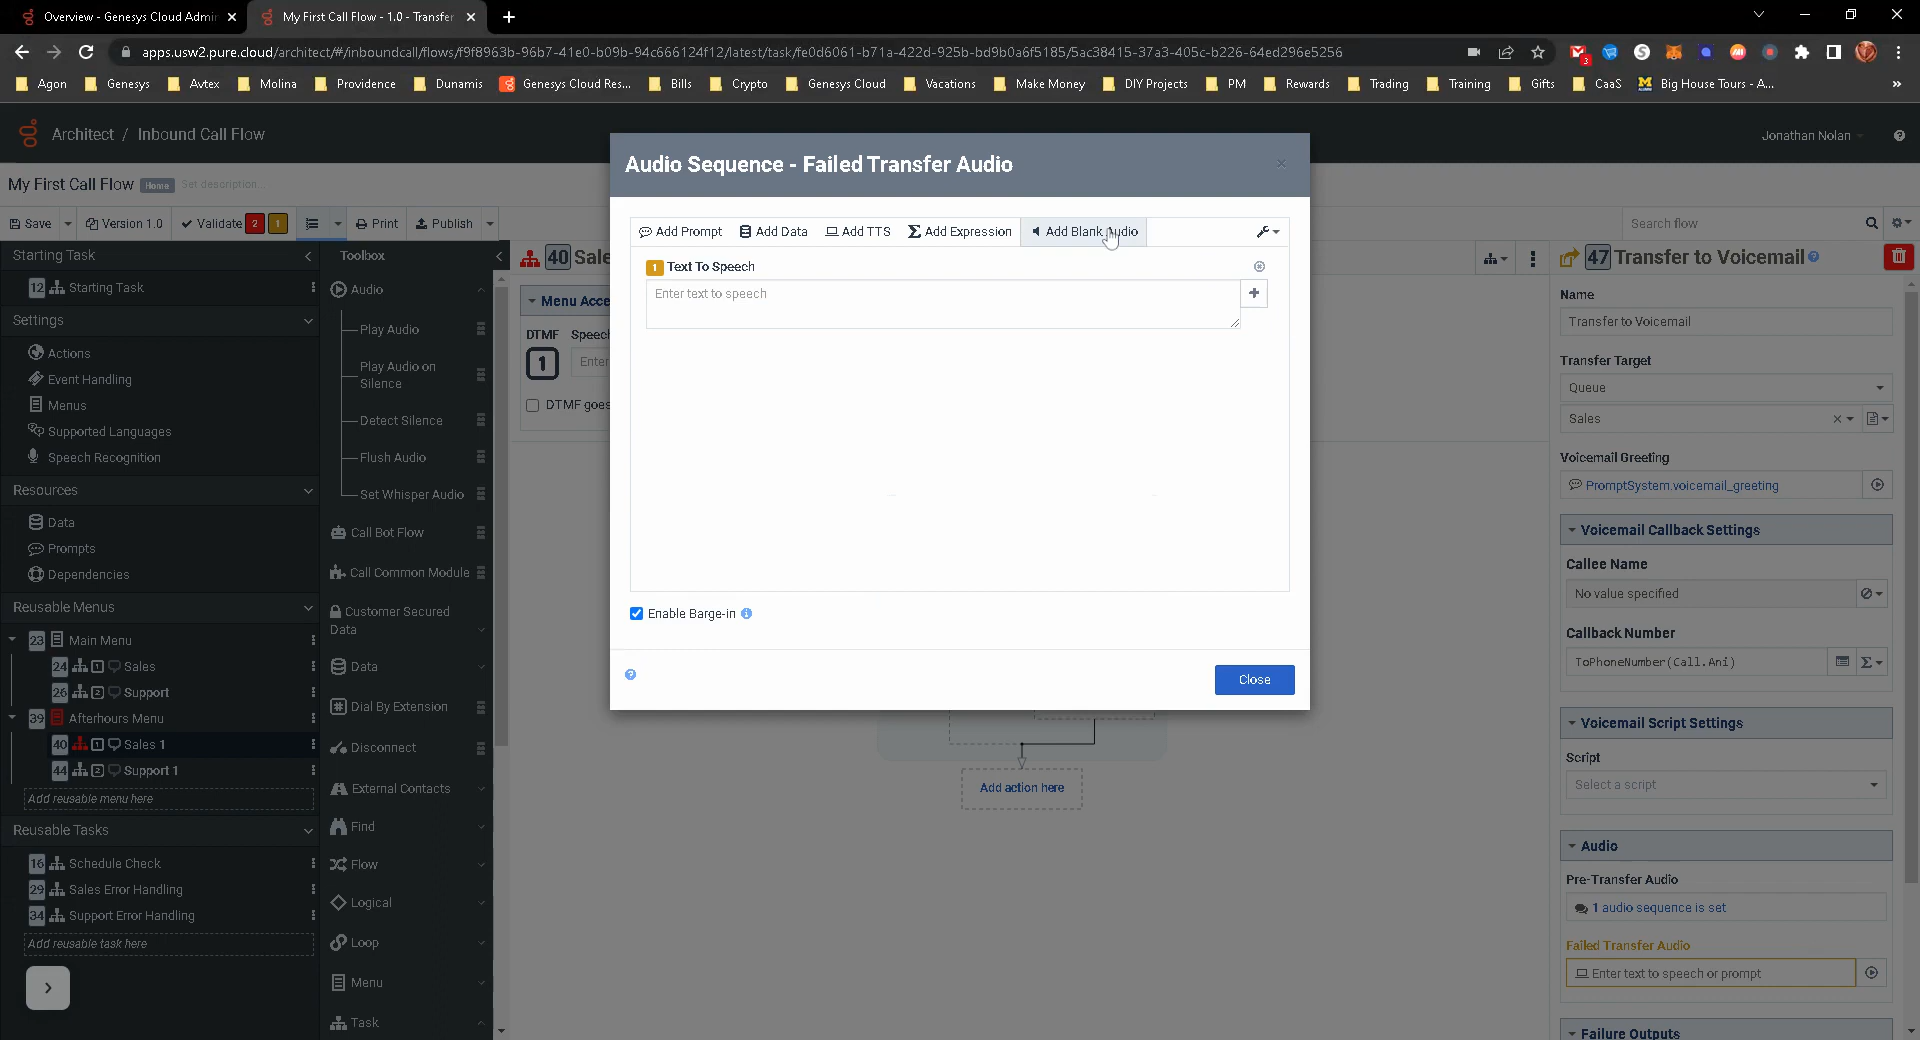 Overview - Genesys Cloud Admin
My First Call Flow - 1.0 - Transfer
apps.usw2.pure.cloud/architect/#/inboundcall/flows/f9f8963b-96b7-41e0-b09b-94c666124f12/latest/task/fe0d6061-b71a-422d-925b-bd9b0a6f5185/5ac38415-37a3-405c-b226-64ed296e5256
3
Agon Genesys Avtex Molina Providence Dunamis Genesys Cloud Res... Bills Crypto Genesys Cloud Vacations Make Money DIY Projects PM Rewards Trading Training Gifts CaaS Big House Tours - A... »
Architect / Inbound Call Flow
Jonathan Nolan
My First Call Flow Home Set description...
Save Version 1.0 Validate 2 1 Print Publish
Search flow
Starting Task
12 Starting Task
Settings
Actions
Event Handling
Menus
Supported Languages
Speech Recognition
Resources
Data
Prompts
Dependencies
Reusable Menus
23 Main Menu
24 1 Sales
26 2 Support
39 Afterhours Menu
40 1 Sales 1
44 2 Support 1
Add reusable menu here
Reusable Tasks
16 Schedule Check
29 Sales Error Handling
34 Support Error Handling
Add reusable task here
Toolbox
Audio
Play Audio
Play Audio on
Silence
Detect Silence
Flush Audio
Set Whisper Audio
Call Bot Flow
Call Common Module
Customer Secured
Data
Data
Dial By Extension
Disconnect
External Contacts
Find
Flow
Logical
Loop
Menu
Task
40 Sale
Menu Acce
DTMF Speech
1 Enter
DTMF goes
Add action here
Audio Sequence - Failed Transfer Audio
Add Prompt Add Data Add TTS Add Expression Add Blank Audio
1 Text To Speech
Enter text to speech
Enable Barge-in
Close
47 Transfer to Voicemail
Name
Transfer to Voicemail
Transfer Target
Queue
Sales
Voicemail Greeting
PromptSystem.voicemail_greeting
Voicemail Callback Settings
Callee Name
No value specified
Callback Number
ToPhoneNumber(Call.Ani)
Voicemail Script Settings
Script
Select a script
Audio
Pre-Transfer Audio
1 audio sequence is set
Failed Transfer Audio
Enter text to speech or prompt
Failure Outputs